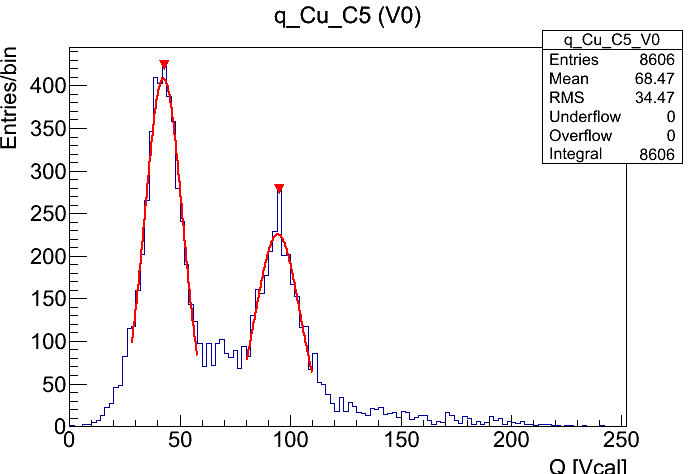 q_Cu_C5 (V0)
Entries/bin
q_Cu_C5_V0
Entries 8606
Mean 68.47
RMS 34.47
Underflow 0
Overflow 0
Integral 8606
400
350
300
250
200
150
100
50
0
0 50 100 150 200 250
Q [Vcal]